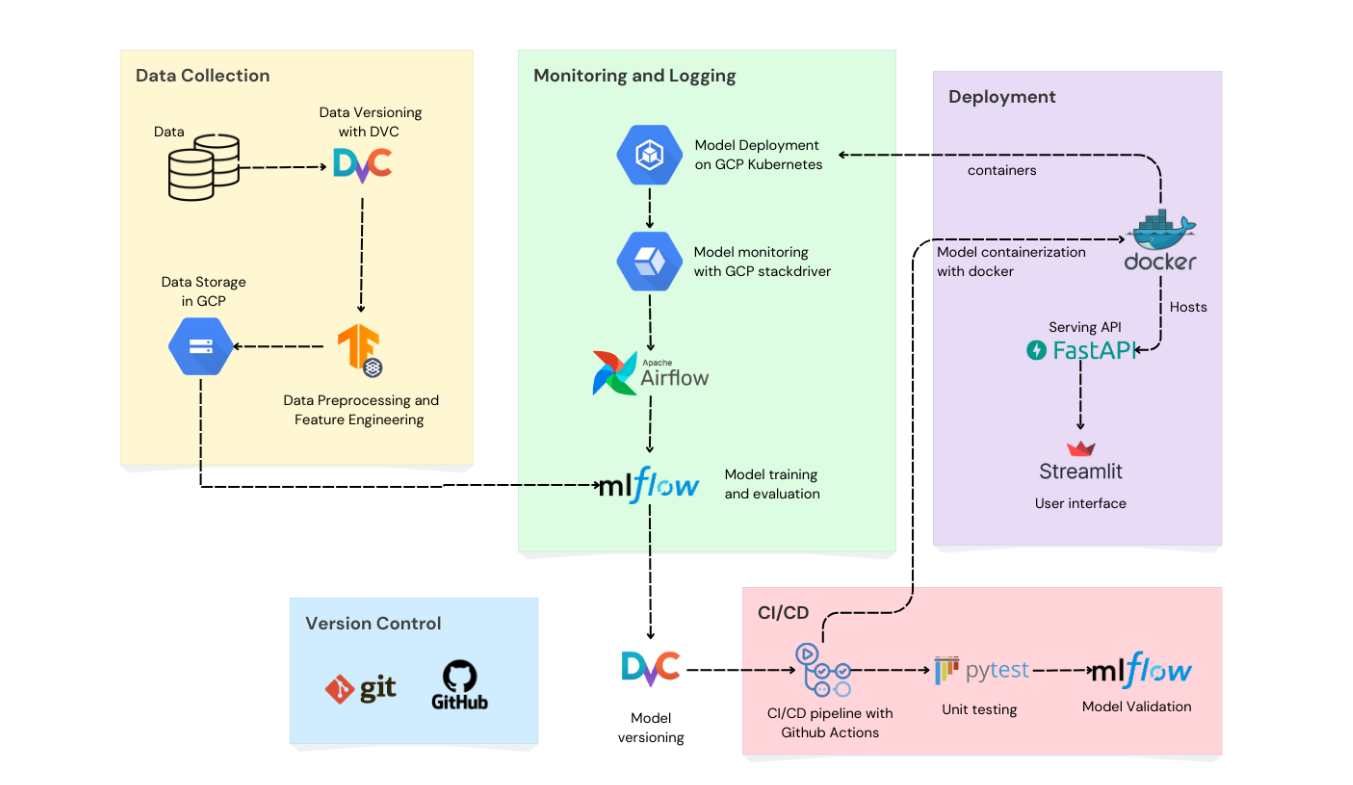 Data Collection
Data
Data Versioning
with DVC
DVC
Data Storage
in GCP
Data Preprocessing and
Feature Engineering
Monitoring and Logging
Model Deployment
on GCP Kubernetes
Model monitoring
with GCP stackdriver
Apache
Airflow
mlflow
Model training
and evaluation
Deployment
containers
docker
Model containerization
with docker
Hosts
Serving API
FastAPI
Streamlit
User interface
Version Control
git
GitHub
DVC
Model
versioning
CI/CD
CI/CD pipeline with
Github Actions
pytest
Unit testing
mlflow
Model Validation